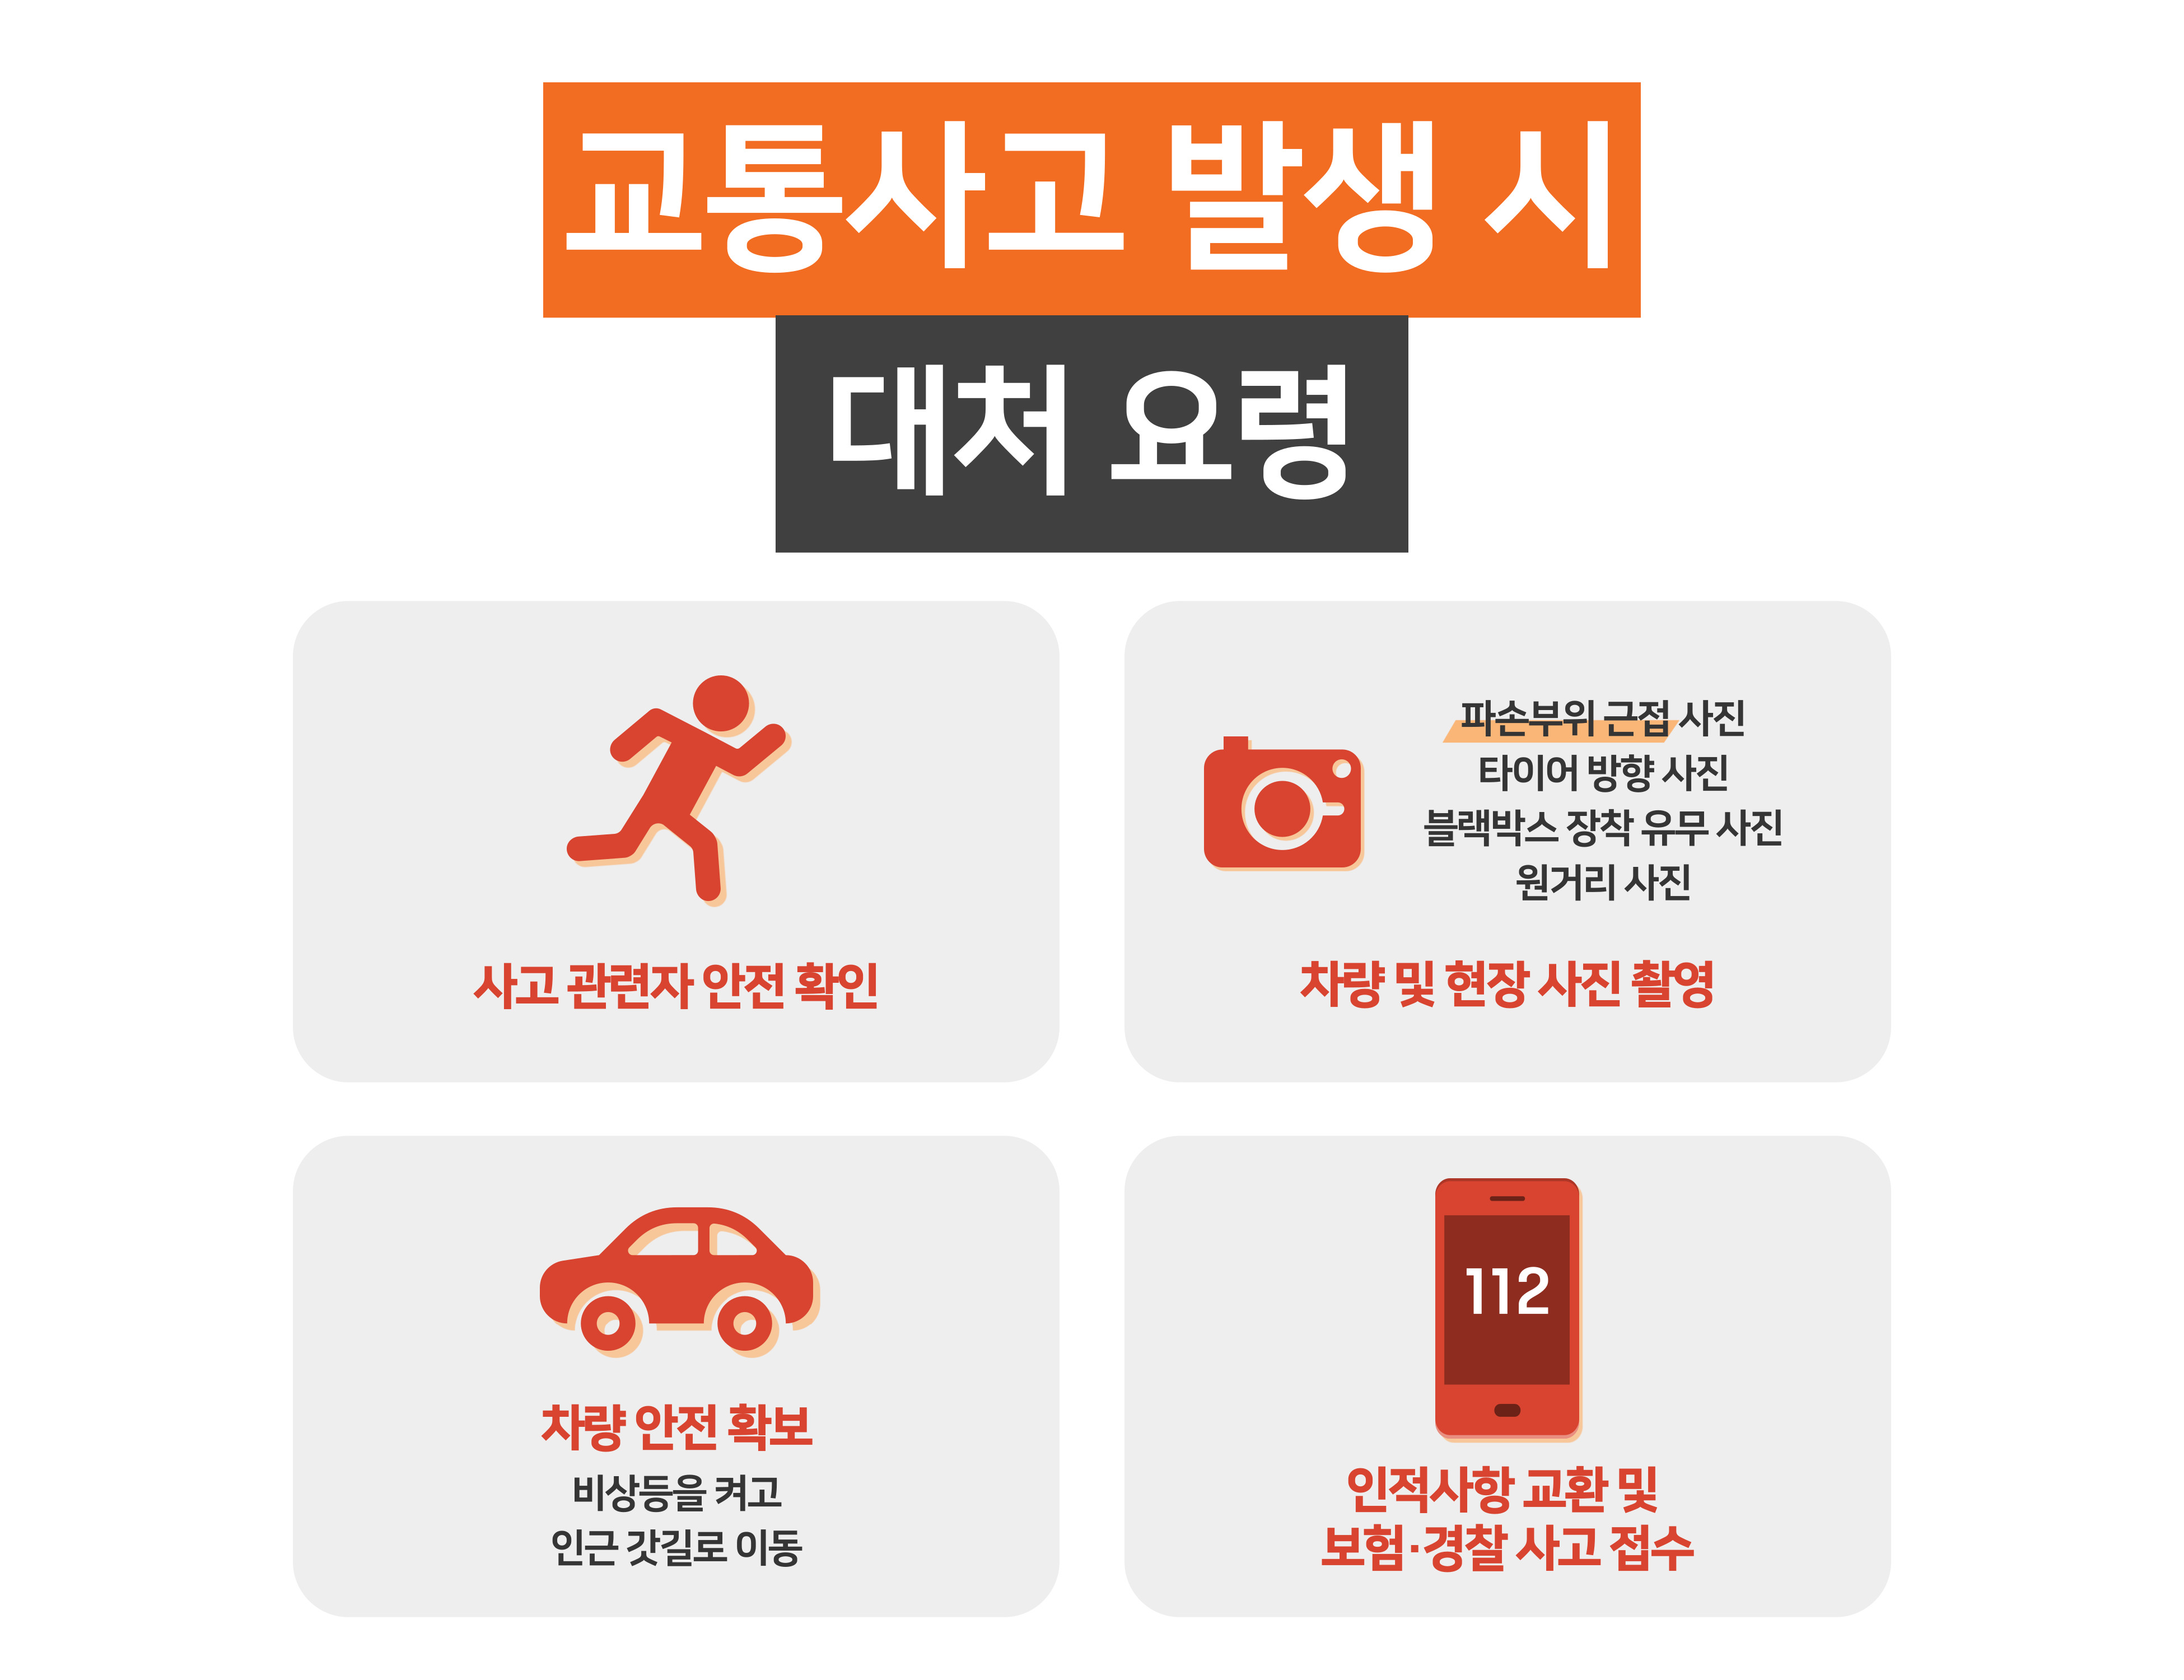 교통사고 발생 시
대처 요령
사고 관련자 안전 확인
파손부위 근접 사진
타이어 방향 사진
블랙박스 장착 유무 사진
원거리 사진
차량 및 현장 사진 촬영
차량 안전 확보
비상등을 켜고
인근 갓길로 이동
112
인적사항 교환 및
보험·경찰 사고 접수